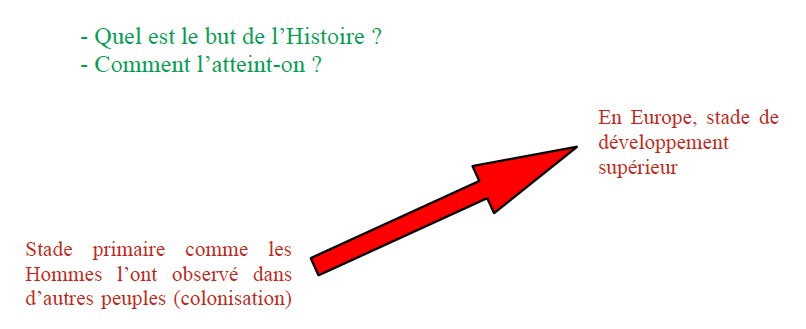 - Quel est le but de l'Histoire ?
- Comment l'atteint-on ?
En Europe, stade de
développement
supérieur
Stade primaire comme les
Hommes l'ont observé dans
d'autres peuples (colonisation)